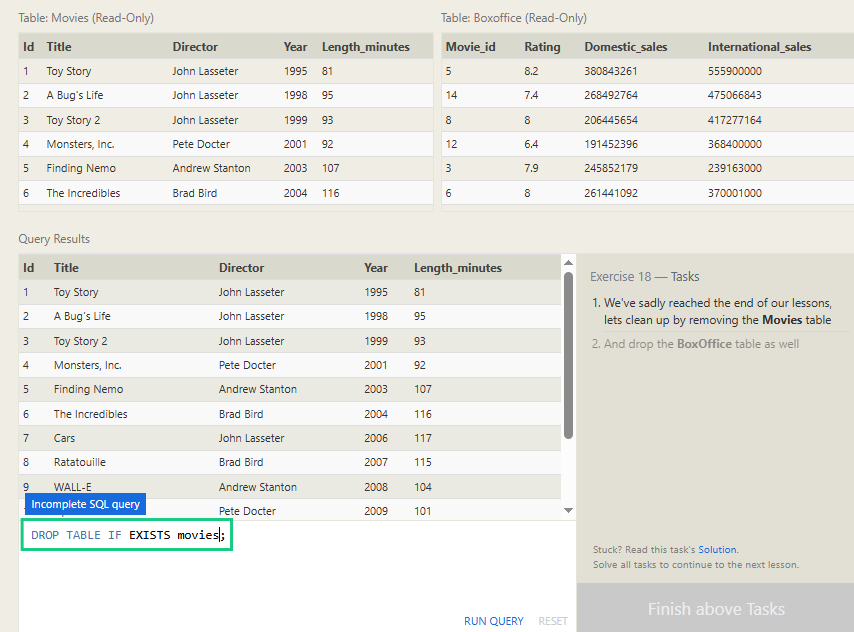 Table: Movies (Read-Only)
Id Title Director Year Length_minutes
1 Toy Story John Lasseter 1995 81
2 A Bug's Life John Lasseter 1998 95
3 Toy Story 2 John Lasseter 1999 93
4 Monsters, Inc. Pete Docter 2001 92
5 Finding Nemo Andrew Stanton 2003 107
6 The Incredibles Brad Bird 2004 116
Table: Boxoffice (Read-Only)
Movie_id Rating Domestic_sales International_sales
5 8.2 380843261 555900000
14 7.4 268492764 475066843
8 8 206445654 417277164
12 6.4 191452396 368400000
3 7.9 245852179 239163000
6 8 261441092 370001000
Query Results
Id Title Director Year Length_minutes
1 Toy Story John Lasseter 1995 81
2 A Bug's Life John Lasseter 1998 95
3 Toy Story 2 John Lasseter 1999 93
4 Monsters, Inc. Pete Docter 2001 92
5 Finding Nemo Andrew Stanton 2003 107
6 The Incredibles Brad Bird 2004 116
7 Cars John Lasseter 2006 117
8 Ratatouille Brad Bird 2007 115
9 WALL-E Andrew Stanton 2008 104
Pete Docter 2009 101
Incomplete SQL query
DROP TABLE IF EXISTS movies;
RUN QUERY RESET
Exercise 18 — Tasks
1. We've sadly reached the end of our lessons,
lets clean up by removing the Movies table
2. And drop the BoxOffice table as well
Stuck? Read this task's Solution.
Solve all tasks to continue to the next lesson.
Finish above Tasks